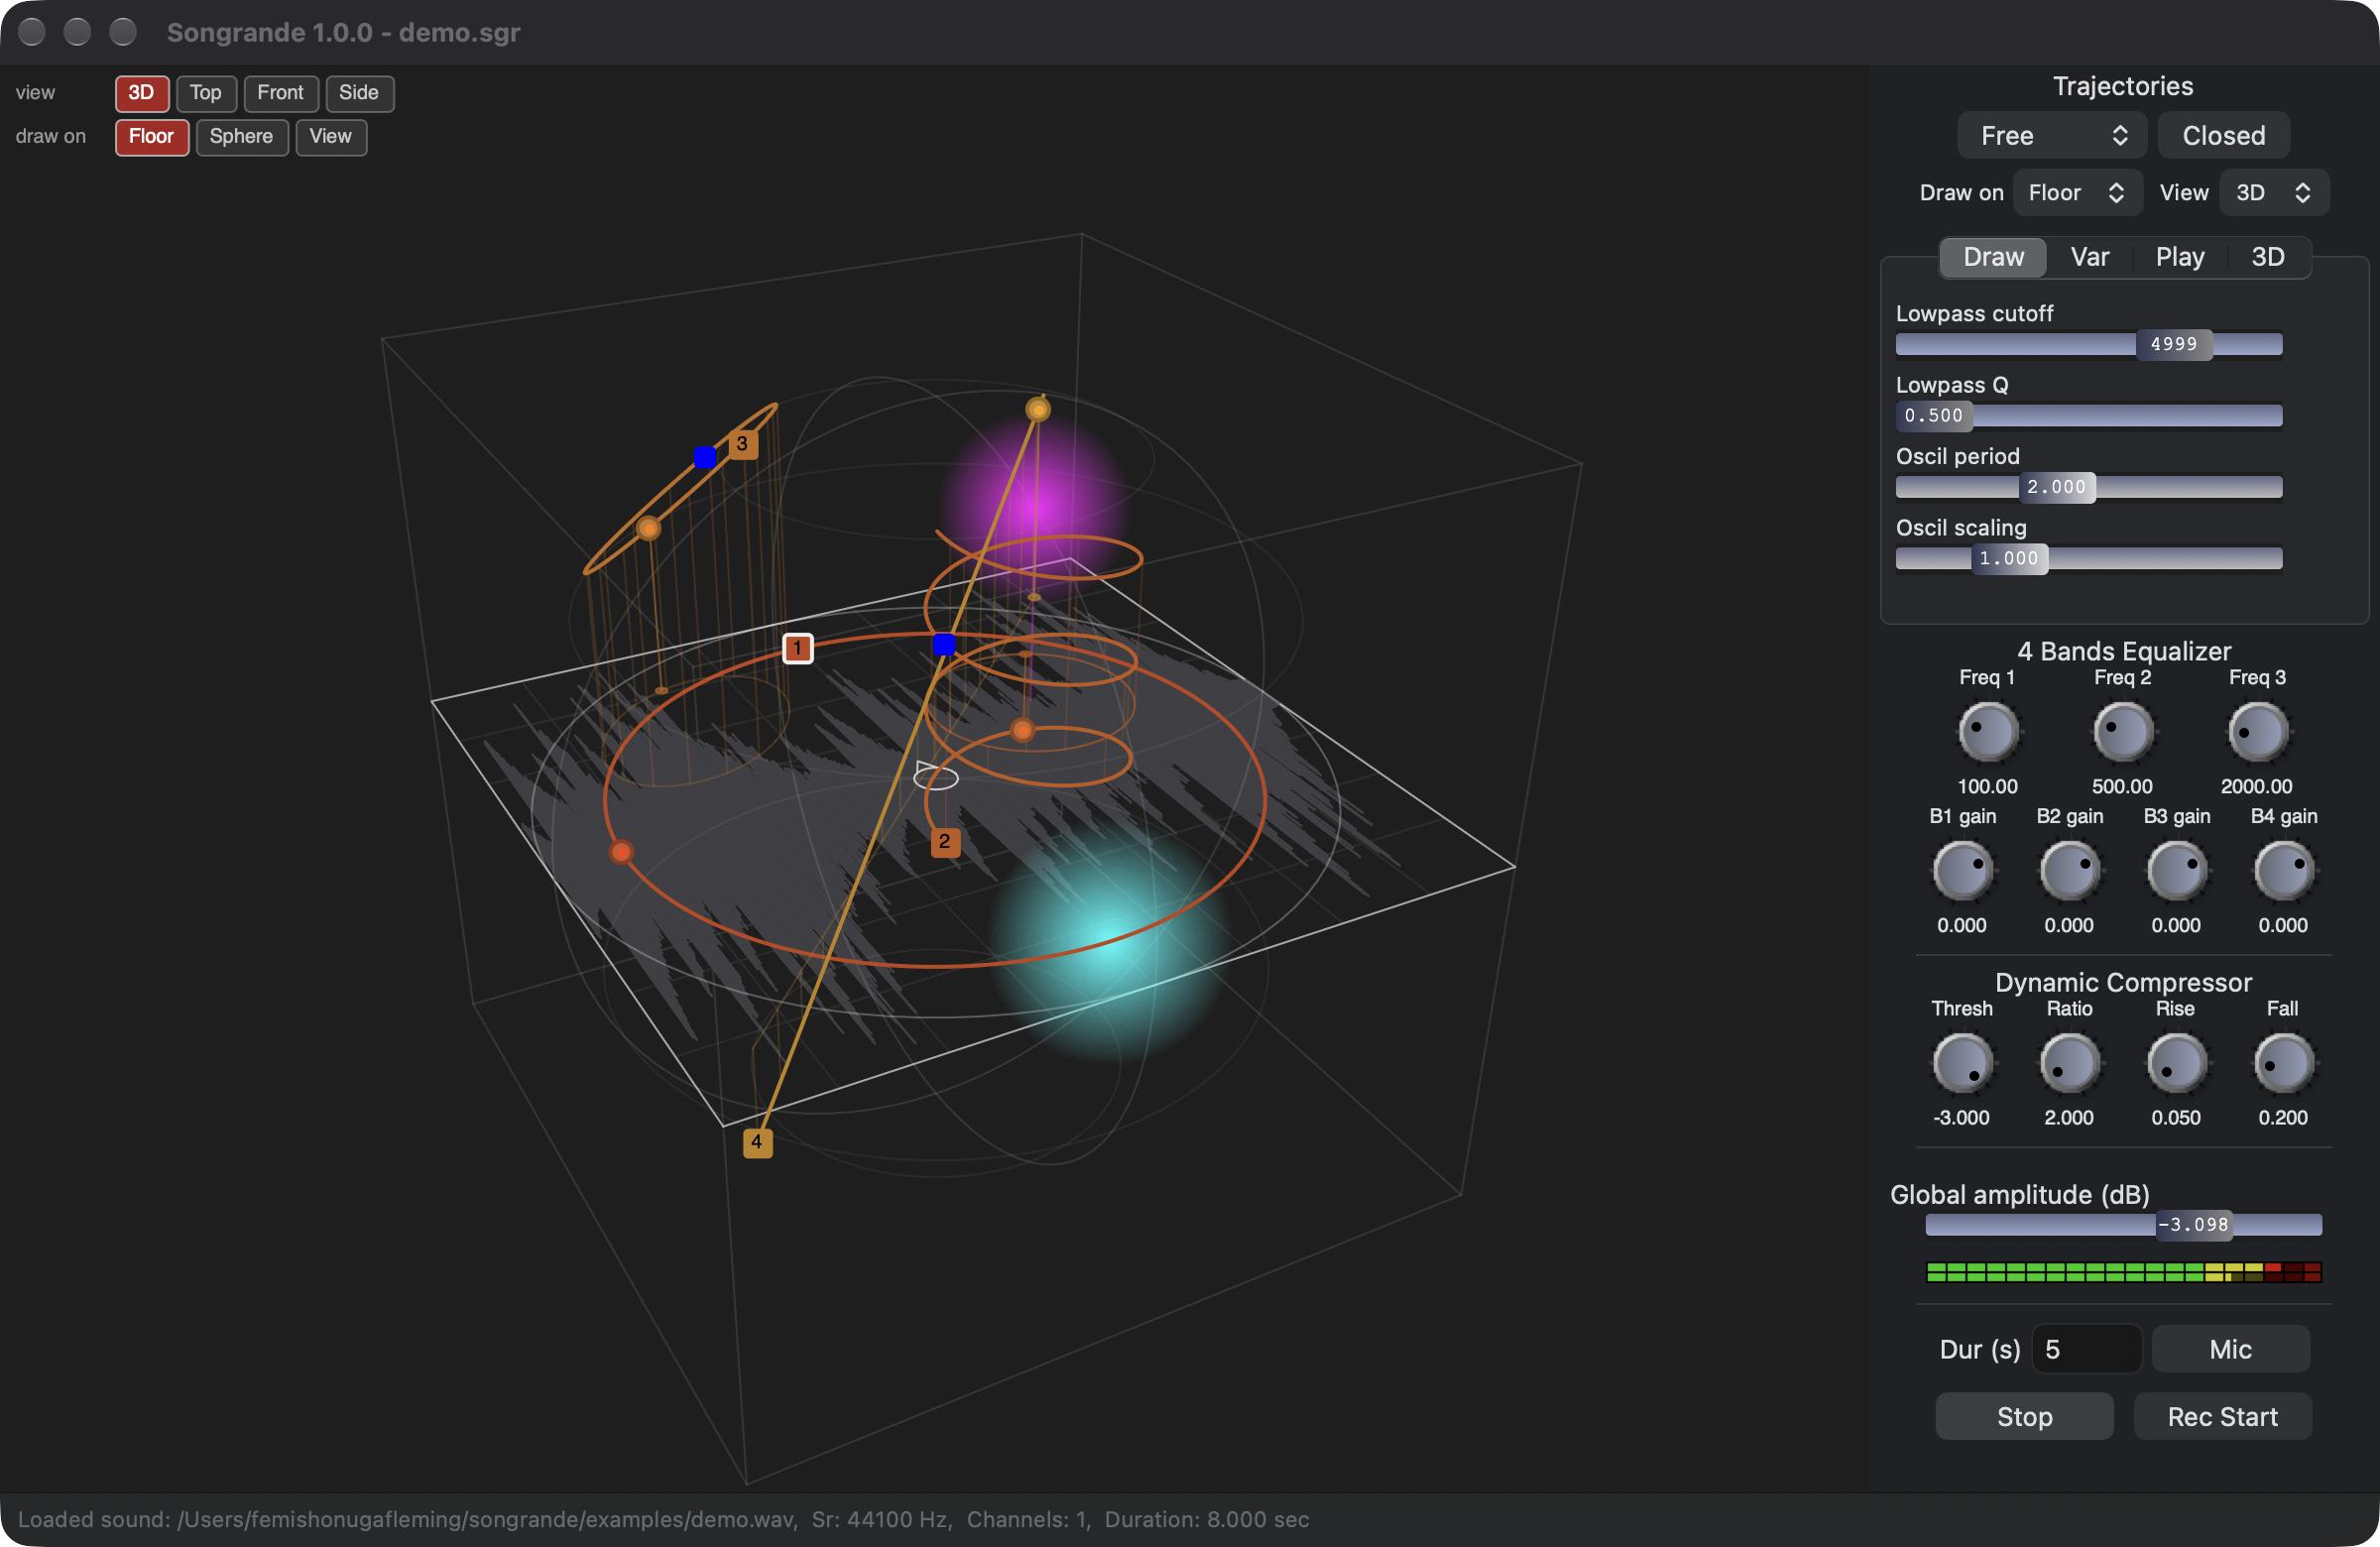 Songrande 1.0.0 - demo.sgr
view 3D Top Front Side
draw on Floor Sphere View
3
1
2
4
Trajectories
Free Closed
Draw on Floor View 3D
Draw Var Play 3D
Lowpass cutoff
4999
Lowpass Q
0.500
Oscil period
2.000
Oscil scaling
1.000
4 Bands Equalizer
Freq 1 Freq 2 Freq 3
100.00 500.00 2000.00
B1 gain B2 gain B3 gain B4 gain
0.000 0.000 0.000 0.000
Dynamic Compressor
Thresh Ratio Rise Fall
-3.000 2.000 0.050 0.200
Global amplitude (dB)
-3.098
Dur (s) 5 Mic
Stop Rec Start
Loaded sound: /Users/femishonugafleming/songrande/examples/demo.wav, Sr: 44100 Hz, Channels: 1, Duration: 8.000 sec